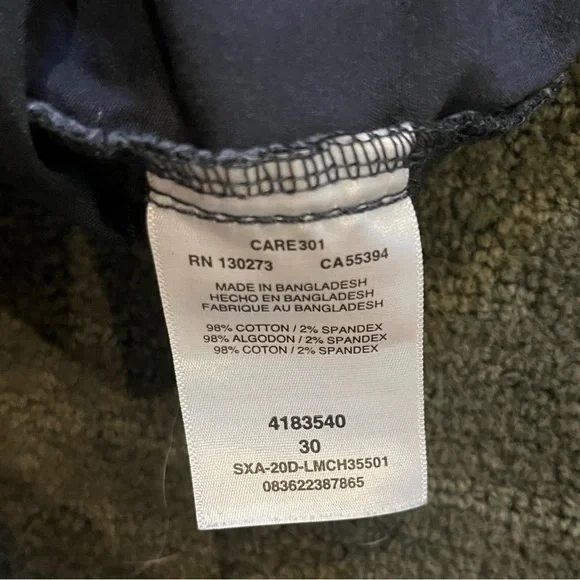 CARE301
RN 130273 CA55394
MADE IN BANGLADESH
HECHO EN BANGLADESH
FABRIQUE AU BANGLADESH
98% COTTON / 2% SPANDEX
98% ALGODON / 2% SPANDEX
98% COTON / 2% SPANDEX
4183540
30
SXA-20D-LMCH35501
083622387865